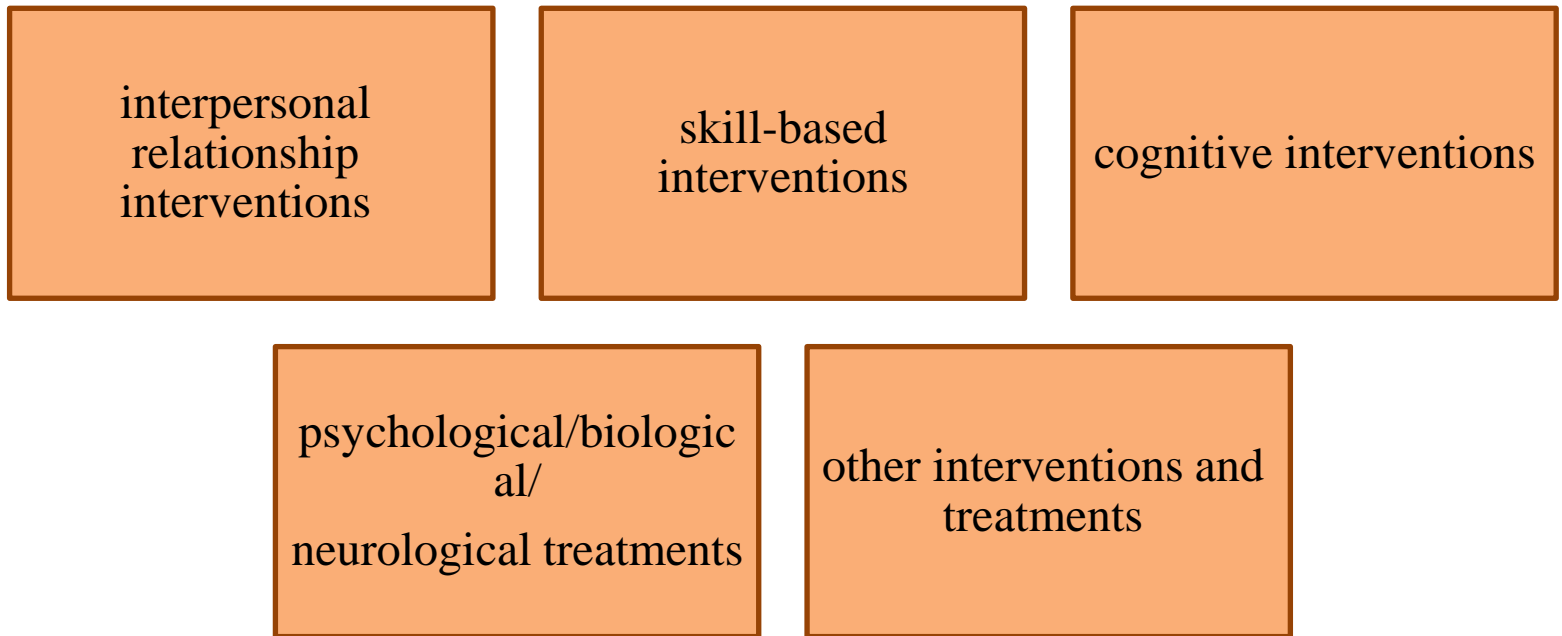 interpersonal
relationship
interventions
skill-based
interventions
cognitive interventions
psychological/biologic
al/
neurological treatments
other interventions and
treatments